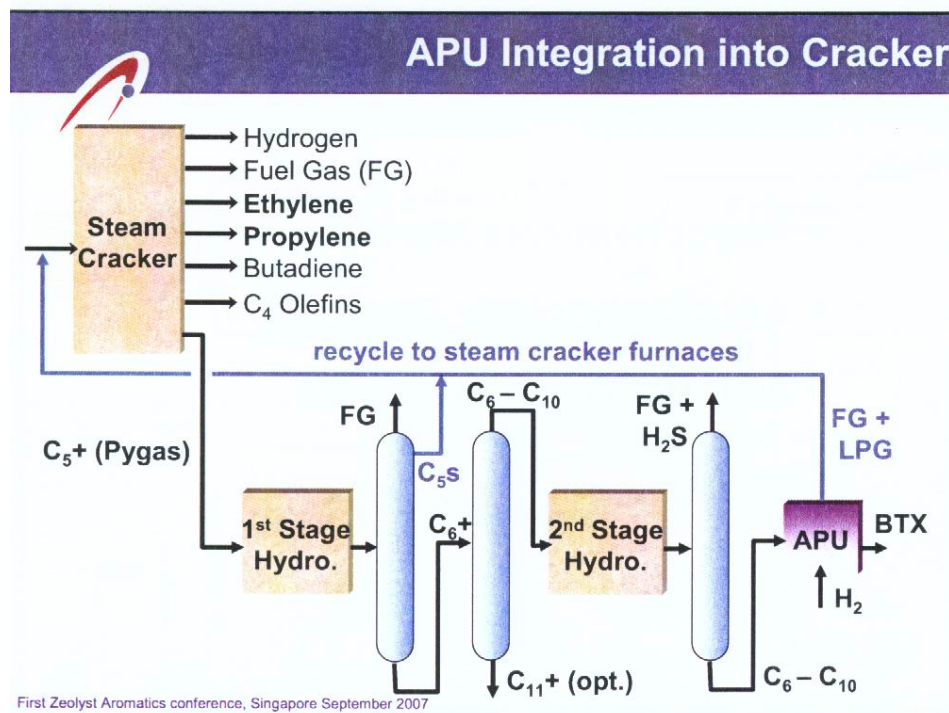 APU Integration into Cracker
Hydrogen
Fuel Gas (FG)
Ethylene
Propylene
Butadiene
C₄ Olefins
Steam
Cracker
recycle to steam cracker furnaces
C₅+ (Pygas)
FG
C₅s
C₆ – C₁₀
FG +
H₂S
FG +
LPG
1ˢᵗ Stage
Hydro.
C₆+
2ⁿᵈ Stage
Hydro.
APU
BTX
H₂
C₁₁+ (opt.)
C₆ – C₁₀
First Zeolyst Aromatics conference, Singapore September 2007